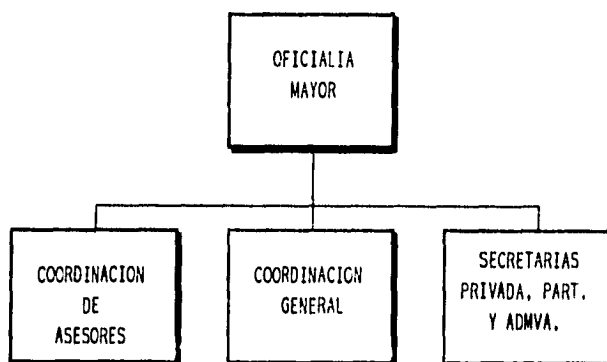 OFICIALIA
MAYOR
COORDINACION
DE
ASESORES
COORDINACION
GENERAL
SECRETARIAS
PRIVADA, PART.
Y ADMVA.